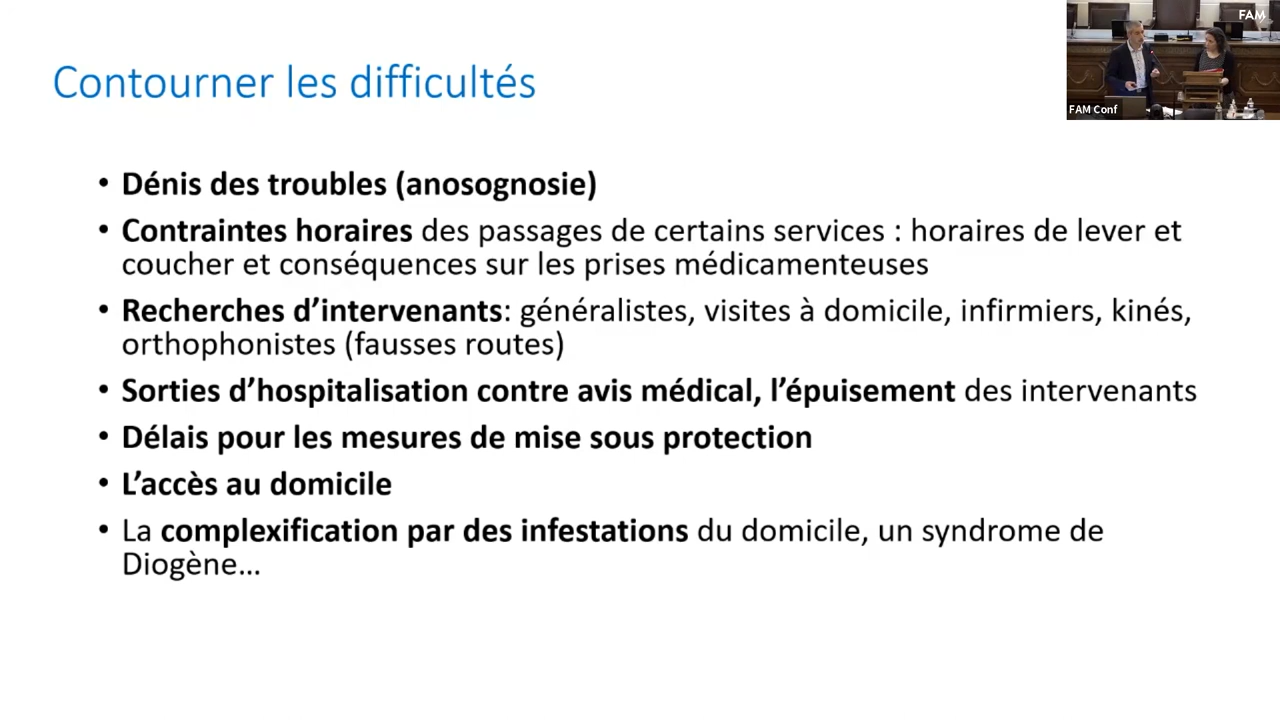 FAM
Contourner les difficultés
FAM Conf
• Dénis des troubles (anosognosie)
• Contraintes horaires des passages de certains services : horaires de lever et
coucher et conséquences sur les prises médicamenteuses
• Recherches d’intervenants: généralistes, visites à domicile, infirmiers, kinés,
orthophonistes (fausses routes)
• Sorties d’hospitalisation contre avis médical, l’épuisement des intervenants
• Délais pour les mesures de mise sous protection
• L’accès au domicile
• La complexification par des infestations du domicile, un syndrome de
Diogène…